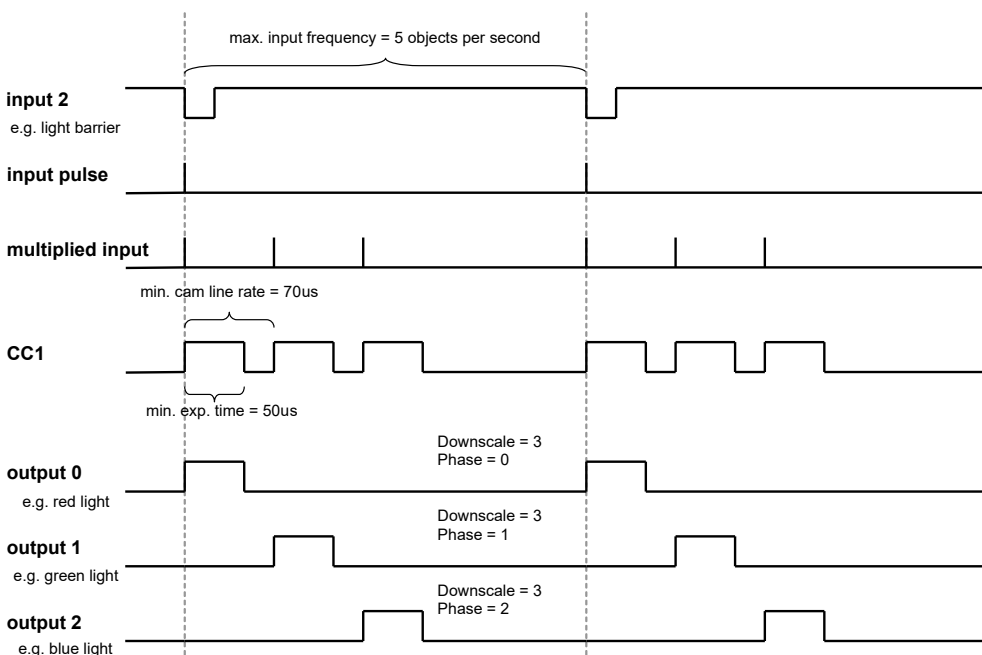 max. input frequency = 5 objects per second
input 2
e.g. light barrier
input pulse
multiplied input
min. cam line rate = 70us
CC1
min. exp. time = 50us
Downscale = 3
Phase = 0
output 0
e.g. red light
Downscale = 3
Phase = 1
output 1
e.g. green light
Downscale = 3
Phase = 2
output 2
e.g. blue light